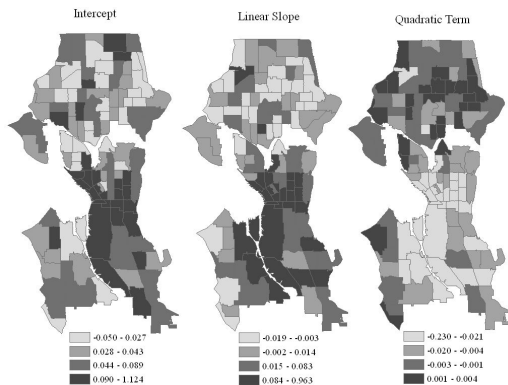 Intercept
Linear Slope
Quadratic Term
-0.050 - 0.027
0.028 - 0.043
0.044 - 0.089
0.090 - 1.124
-0.019 - -0.003
-0.002 - 0.014
0.015 - 0.083
0.084 - 0.963
-0.230 - -0.021
-0.020 - -0.004
-0.003 - -0.001
0.001 - 0.004